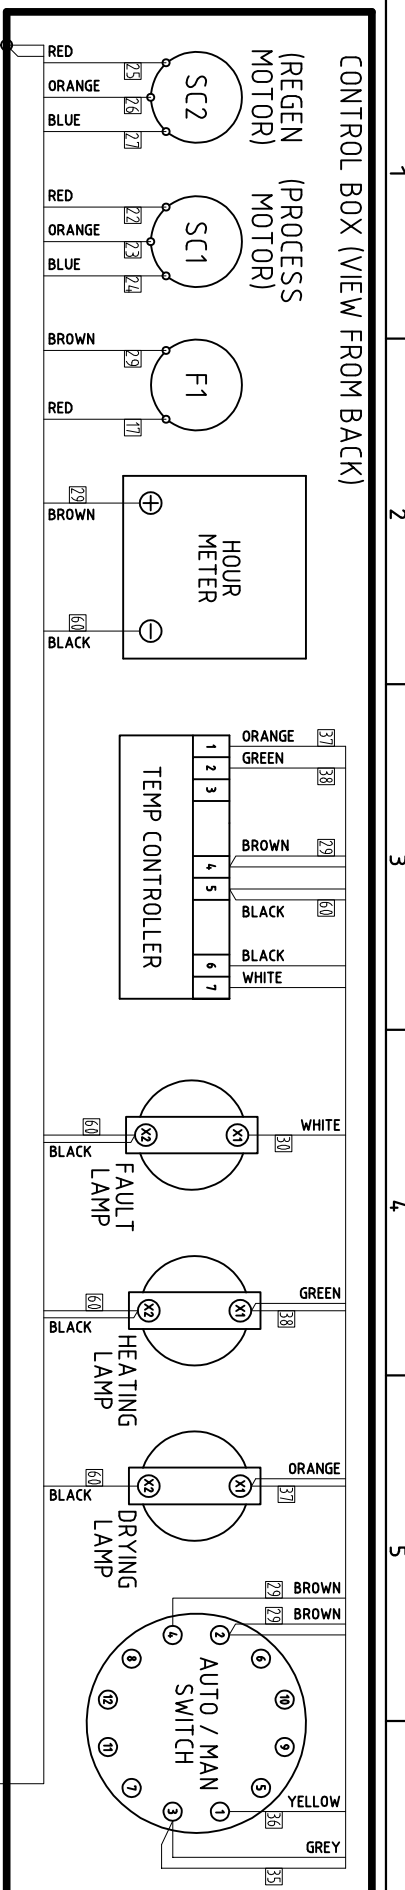 CONTROL BOX (VIEW FROM BACK)
1
2
3
4
5
RED
25
ORANGE
26
BLUE
27
SC2
(REGEN
MOTOR)
RED
22
ORANGE
23
BLUE
24
SC1
(PROCESS
MOTOR)
BROWN
29
RED
17
F1
29
BROWN
+
60
BLACK
−
HOUR
METER
ORANGE
37
GREEN
38
BROWN
29
BLACK
60
BLACK
WHITE
1
2
3
4
5
6
7
TEMP CONTROLLER
WHITE
30
X1
X2
60
BLACK
FAULT
LAMP
GREEN
38
X1
X2
60
BLACK
HEATING
LAMP
ORANGE
37
X1
X2
60
BLACK
DRYING
LAMP
29 BROWN
29 BROWN
4
2
8
6
12
10
11
9
7
5
3
1
AUTO / MAN
SWITCH
YELLOW
36
GREY
35